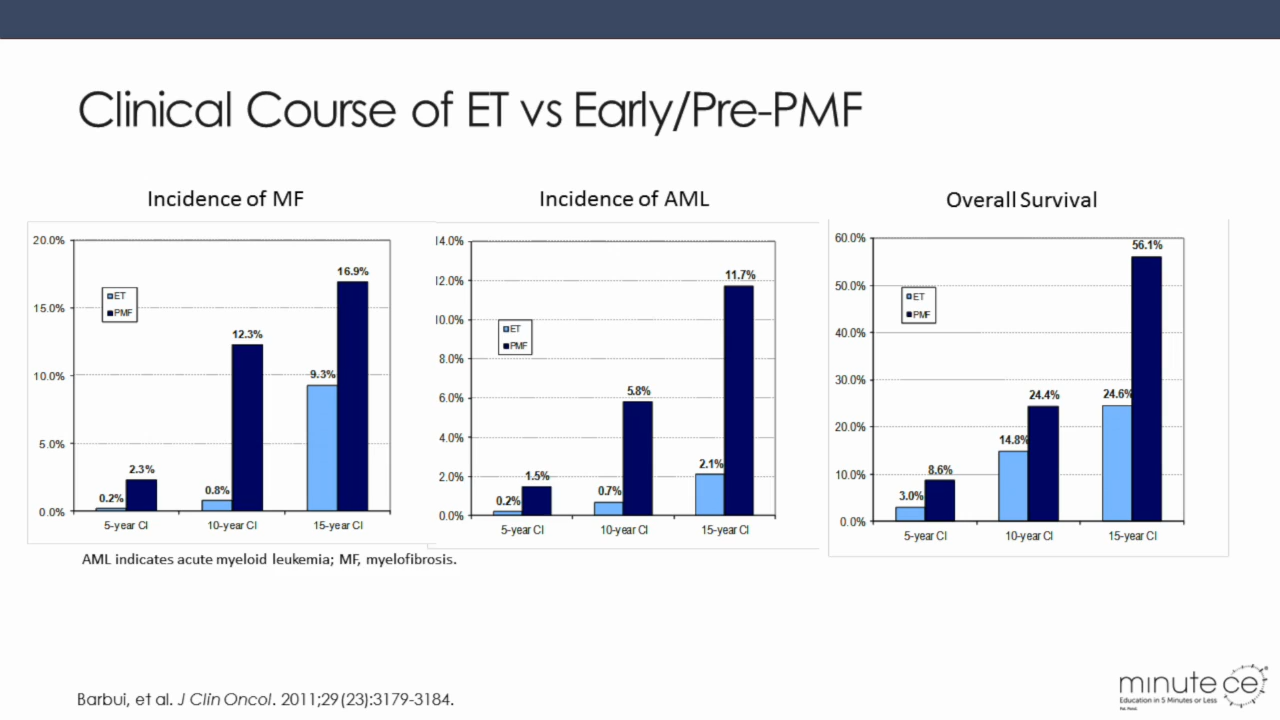 Clinical Course of ET vs Early/Pre-PMF
Incidence of MF
20.0%
15.0%
10.0%
5.0%
0.0%
ET
PMF
0.2%
2.3%
0.8%
12.3%
9.3%
16.9%
5-year CI
10-year CI
15-year CI
Incidence of AML
14.0%
12.0%
10.0%
8.0%
6.0%
4.0%
2.0%
0.0%
ET
PMF
0.2%
1.5%
0.7%
5.8%
2.1%
11.7%
5-year CI
10-year CI
15-year CI
Overall Survival
60.0%
50.0%
40.0%
30.0%
20.0%
10.0%
0.0%
ET
PMF
3.0%
8.6%
14.8%
24.4%
24.6%
56.1%
5-year CI
10-year CI
15-year CI
AML indicates acute myeloid leukemia; MF, myelofibrosis.
Barbui, et al. J Clin Oncol. 2011;29(23):3179-3184.
minute ce
Education in 5 Minutes or Less